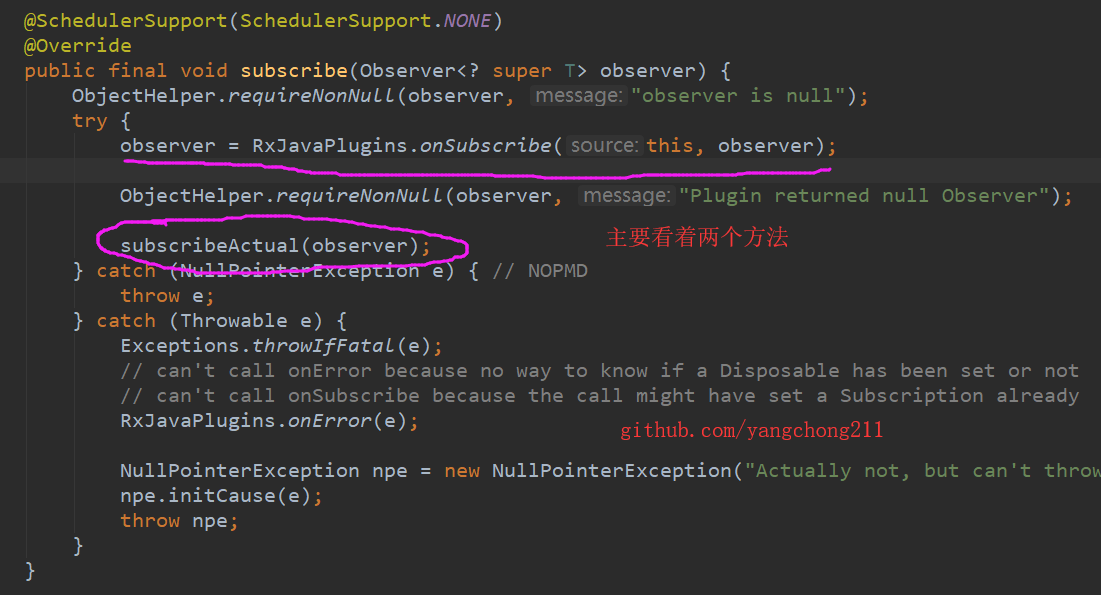 @SchedulerSupport(SchedulerSupport.NONE)
@Override
public final void subscribe(Observer<? super T> observer) {
ObjectHelper.requireNonNull(observer, message: "observer is null");
try {
observer = RxJavaPlugins.onSubscribe( source: this, observer);
ObjectHelper.requireNonNull(observer, message: "Plugin returned null Observer");
subscribeActual(observer);
主要看着两个方法
} catch (NullPointerException e) { // NOPMD
throw e;
} catch (Throwable e) {
Exceptions.throwIfFatal(e);
// can't call onError because no way to know if a Disposable has been set or not
// can't call onSubscribe because the call might have set a Subscription already
RxJavaPlugins.onError(e);
github.com/yangchong211
NullPointerException npe = new NullPointerException("Actually not, but can't throw
npe.initCause(e);
throw npe;
}
}